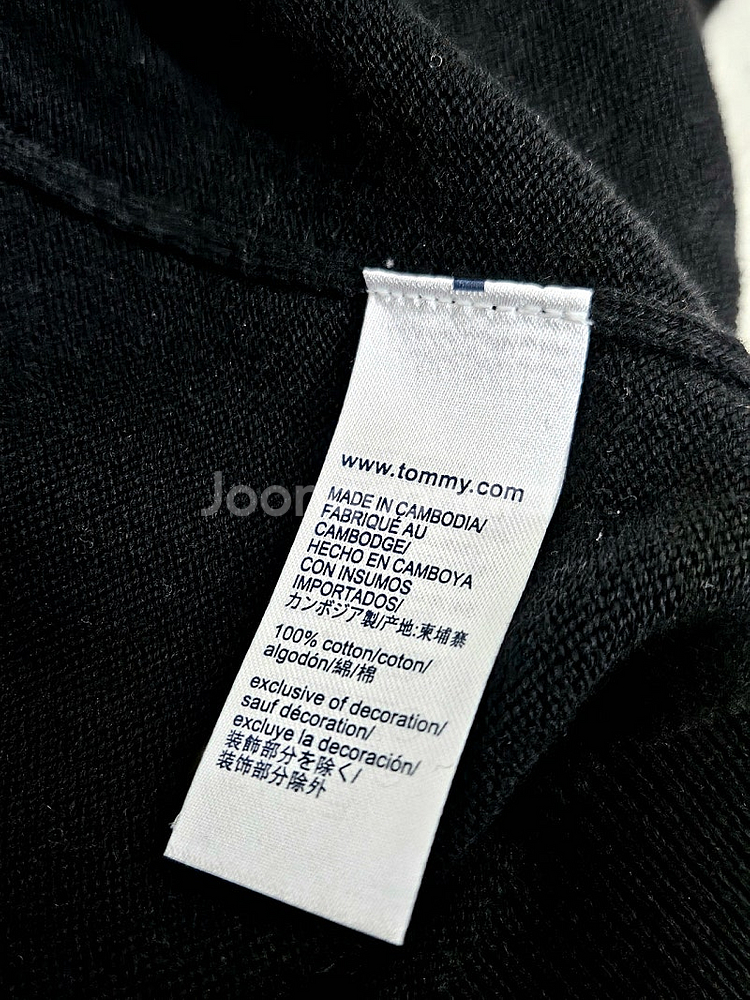 www.tommy.com
MADE IN CAMBODIA/
FABRIQUÉ AU
CAMBODGE/
HECHO EN CAMBOYA
CON INSUMOS
IMPORTADOS/
カンボジア製/产地:柬埔寨
100% cotton/coton/
algodón/綿/棉
exclusive of decoration/
sauf décoration/
excluye la decoración/
装飾部分を除く/
装饰部分除外